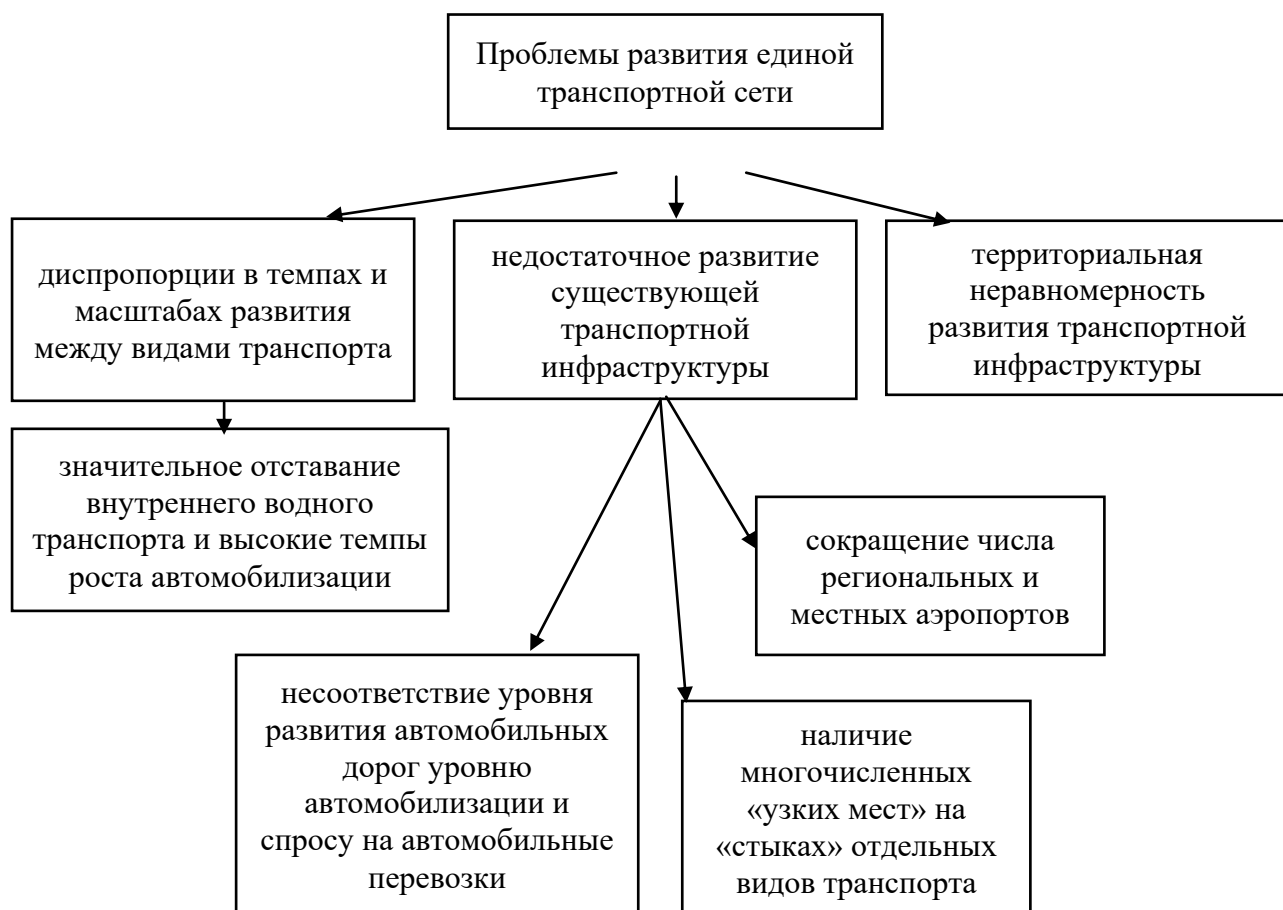 Проблемы развития единой
транспортной сети
диспропорции в темпах и
масштабах развития
между видами транспорта
недостаточное развитие
существующей
транспортной
инфраструктуры
территориальная
неравномерность
развития транспортной
инфраструктуры
значительное отставание
внутреннего водного
транспорта и высокие темпы
роста автомобилизации
сокращение числа
региональных и
местных аэропортов
несоответствие уровня
развития автомобильных
дорог уровню
автомобилизации и
спросу на автомобильные
перевозки
наличие
многочисленных
«узких мест» на
«стыках» отдельных
видов транспорта